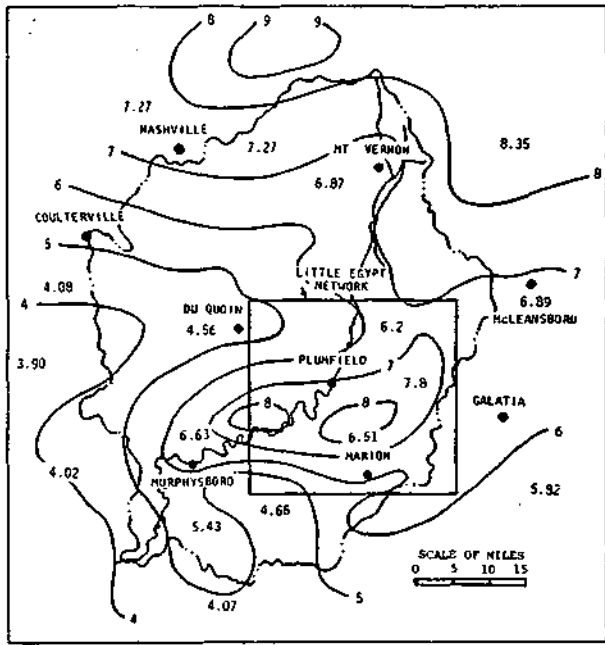 8
9
9
7.27
NASHVILLE
7.27
MT VERNON
8.35
7
6.87
8
6
COULTERVILLE
5
LITTLE EGYPT
NETWORK
7
4.08
4
DU QUOIN
4.56
6.2
6.89
McLEANSBORO
PLUMFIELD
7
3.90
7.8
GALATIA
8
8
6.63
6.51
6
MARION
4.02
MURPHYSBORO
4.66
5.92
5.43
SCALE OF MILES
0 5 10 15
4.07
5
4